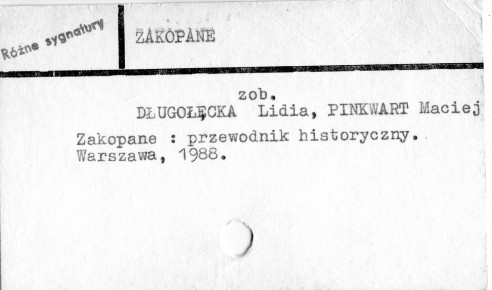 Różne sygnatury
ZAKOPANE
zob.
DŁUGOŁĘCKA Lidia, PINKWART Maciej
Zakopane : przewodnik historyczny.
Warszawa, 1988.